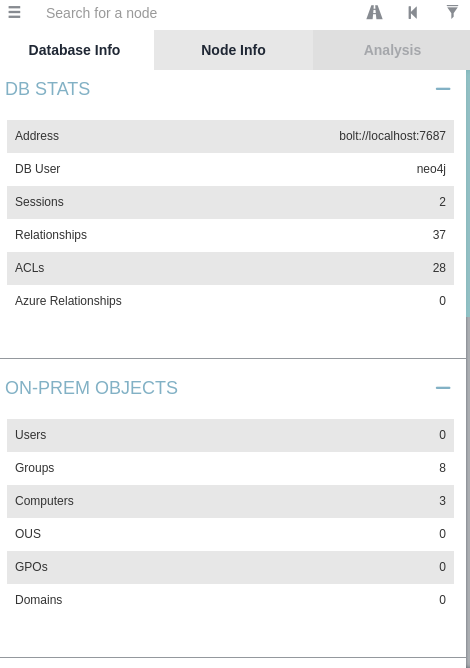 Search for a node
Database Info Node Info Analysis
DB STATS
Address bolt://localhost:7687
DB User neo4j
Sessions 2
Relationships 37
ACLs 28
Azure Relationships 0
ON-PREM OBJECTS
Users 0
Groups 8
Computers 3
OUS 0
GPOs 0
Domains 0